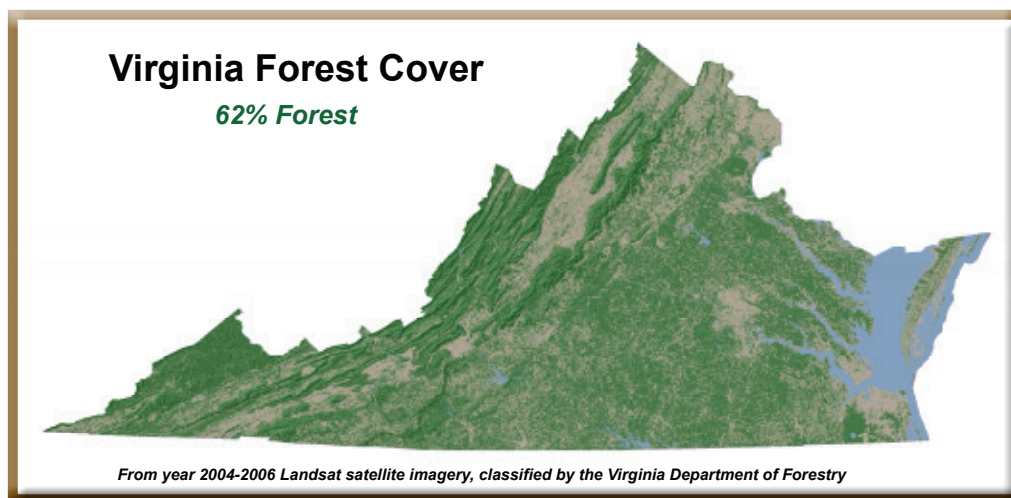 Virginia Forest Cover
62% Forest
From year 2004-2006 Landsat satellite imagery, classified by the Virginia Department of Forestry